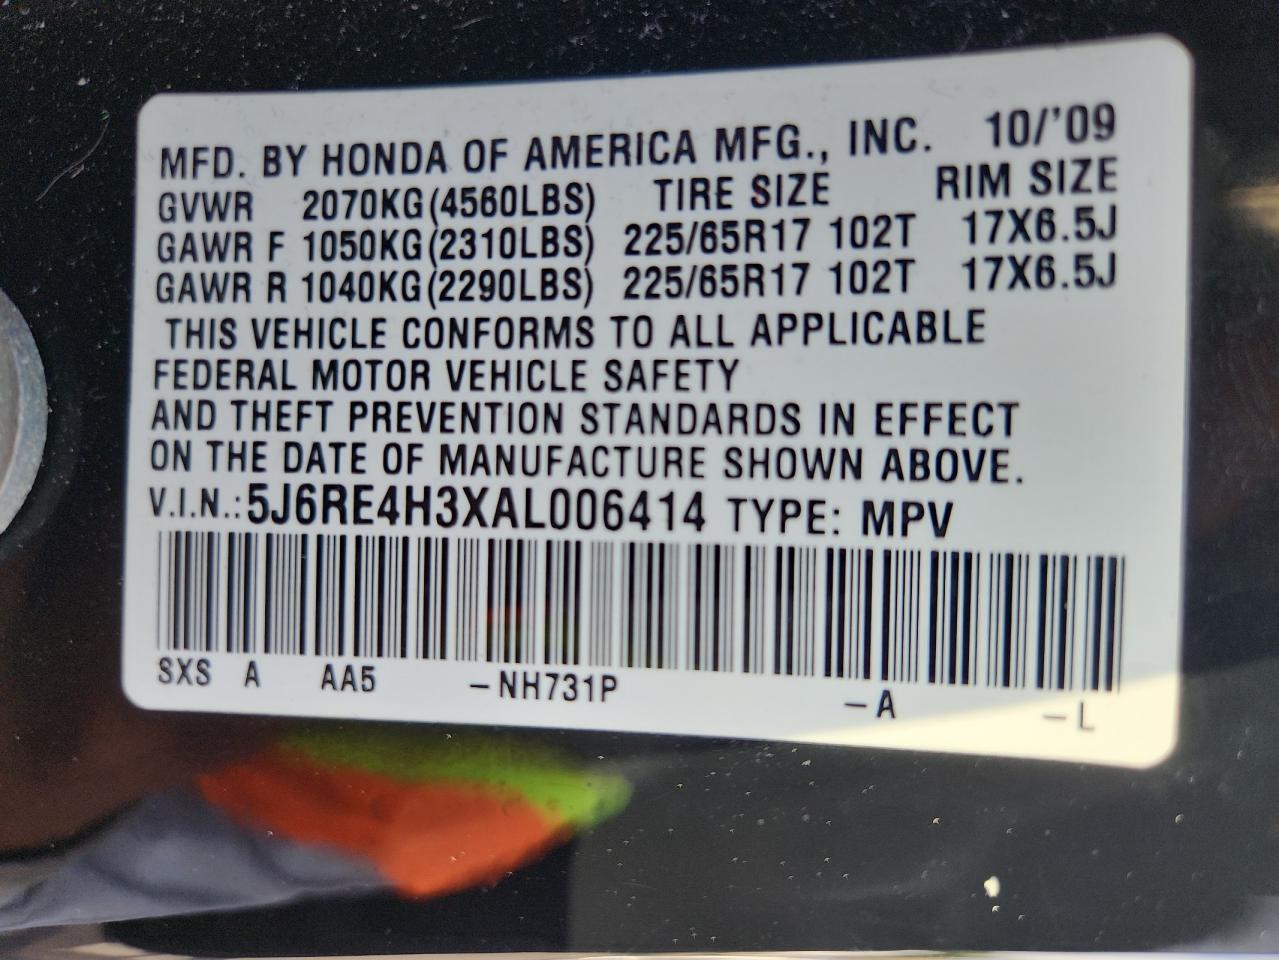 MFD. BY HONDA OF AMERICA MFG., INC. 10/'09
GVWR 2070KG(4560LBS) TIRE SIZE RIM SIZE
GAWR F 1050KG(2310LBS) 225/65R17 102T 17X6.5J
GAWR R 1040KG(2290LBS) 225/65R17 102T 17X6.5J
THIS VEHICLE CONFORMS TO ALL APPLICABLE
FEDERAL MOTOR VEHICLE SAFETY
AND THEFT PREVENTION STANDARDS IN EFFECT
ON THE DATE OF MANUFACTURE SHOWN ABOVE.
V.I.N.:5J6RE4H3XAL006414 TYPE: MPV
SXS A AA5 -NH731P -A -L